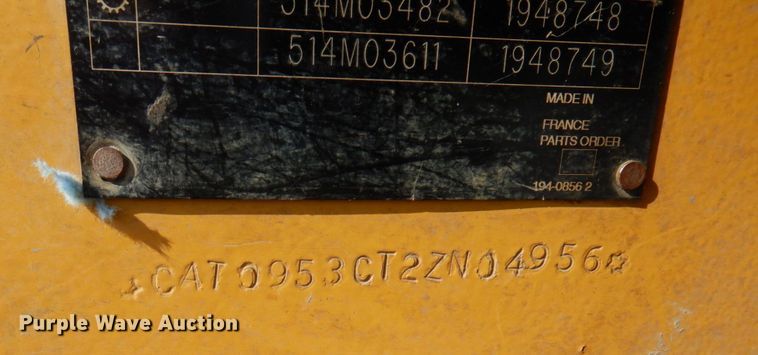 514M03482 1948748
514M03611 1948749
MADE IN
FRANCE
PARTS ORDER
194-0856 2
*CAT0953CT2ZN04956*
Purple Wave Auction